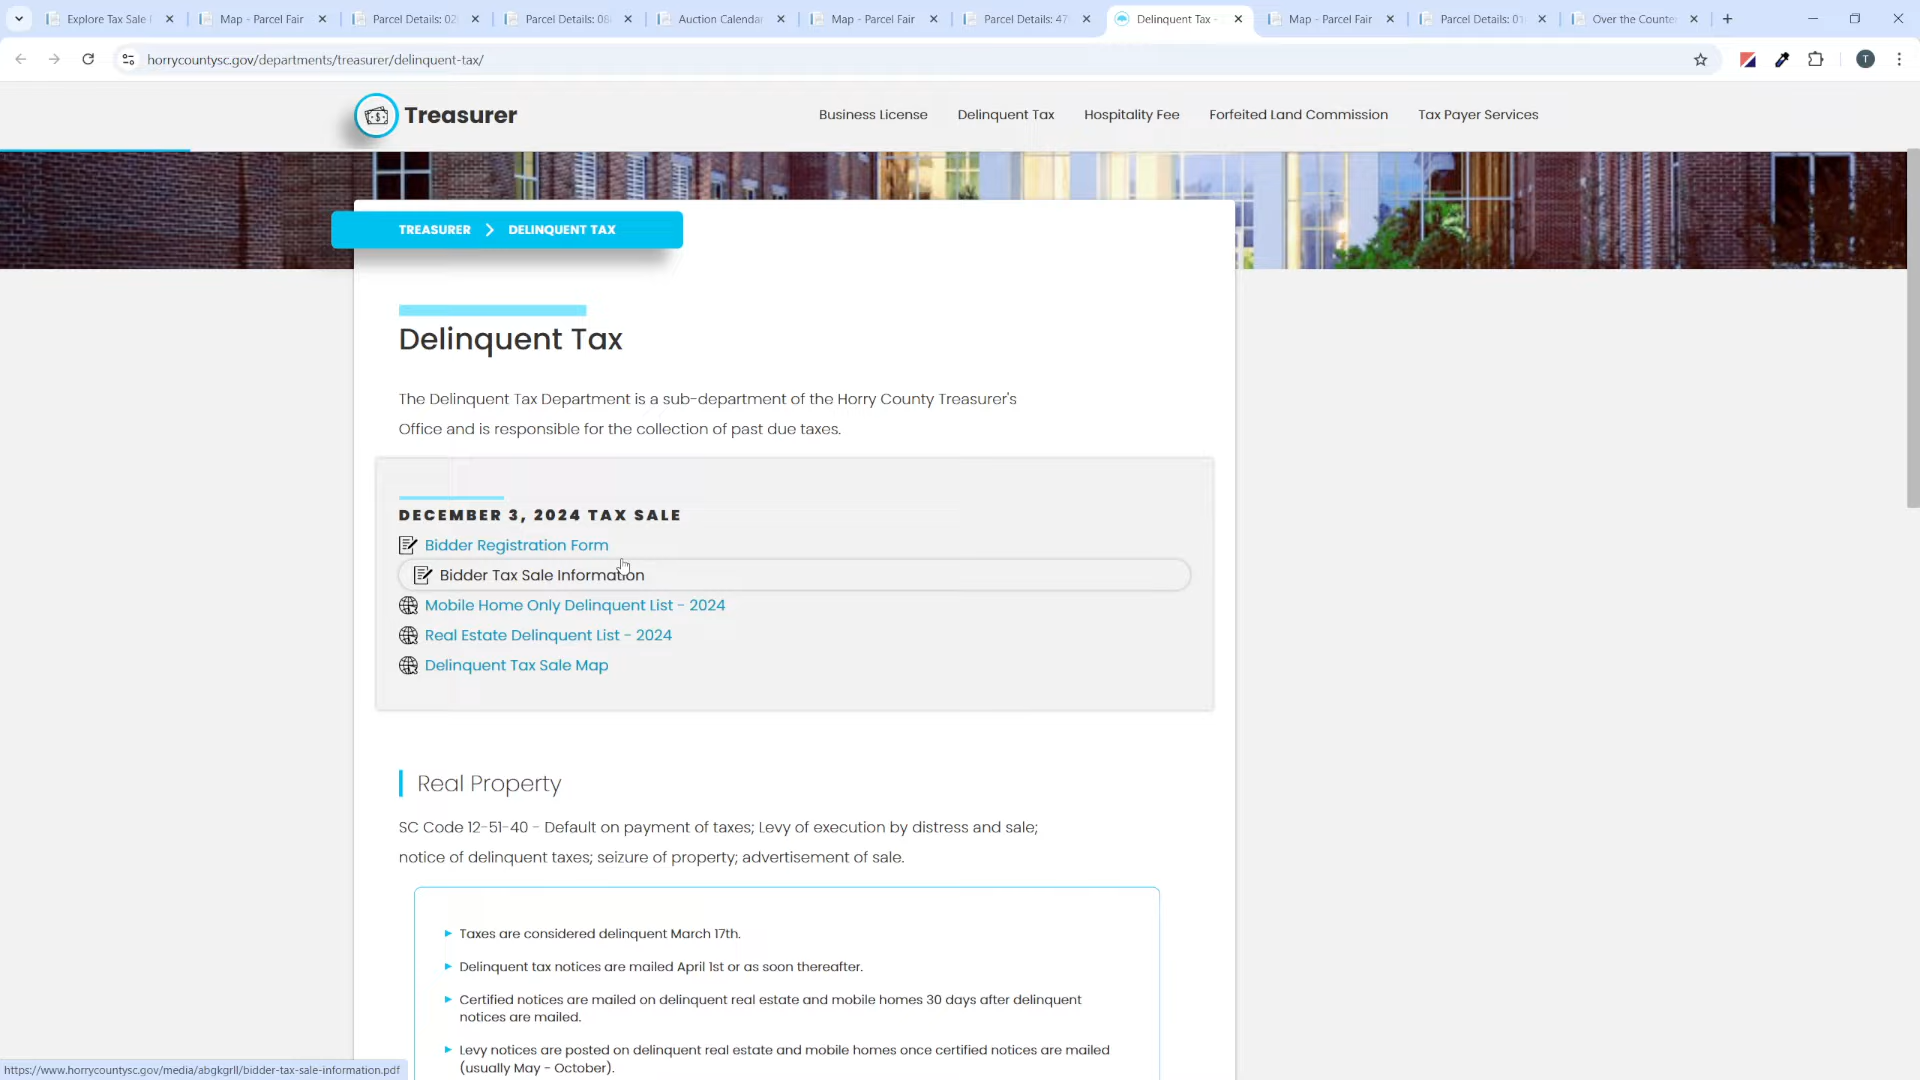 Explore Tax Sale
Map - Parcel Fair
Parcel Details: 02
Parcel Details: 08
Auction Calenda
Map - Parcel Fair
Parcel Details: 47
Delinquent Tax -
Map - Parcel Fair
Parcel Details: 01
Over the Counte
horrycountysc.gov/departments/treasurer/delinquent-tax/
T
Treasurer
Business License
Delinquent Tax
Hospitality Fee
Forfeited Land Commission
Tax Payer Services
TREASURER > DELINQUENT TAX
Delinquent Tax
The Delinquent Tax Department is a sub-department of the Horry County Treasurer's
Office and is responsible for the collection of past due taxes.
DECEMBER 3, 2024 TAX SALE
Bidder Registration Form
Bidder Tax Sale Information
Mobile Home Only Delinquent List - 2024
Real Estate Delinquent List - 2024
Delinquent Tax Sale Map
Real Property
SC Code 12-51-40 - Default on payment of taxes; Levy of execution by distress and sale;
notice of delinquent taxes; seizure of property; advertisement of sale.
Taxes are considered delinquent March 17th.
Delinquent tax notices are mailed April 1st or as soon thereafter.
Certified notices are mailed on delinquent real estate and mobile homes 30 days after delinquent
notices are mailed.
Levy notices are posted on delinquent real estate and mobile homes once certified notices are mailed
(usually May - October).
https://www.horrycountysc.gov/media/abgkgrll/bidder-tax-sale-information.pdf